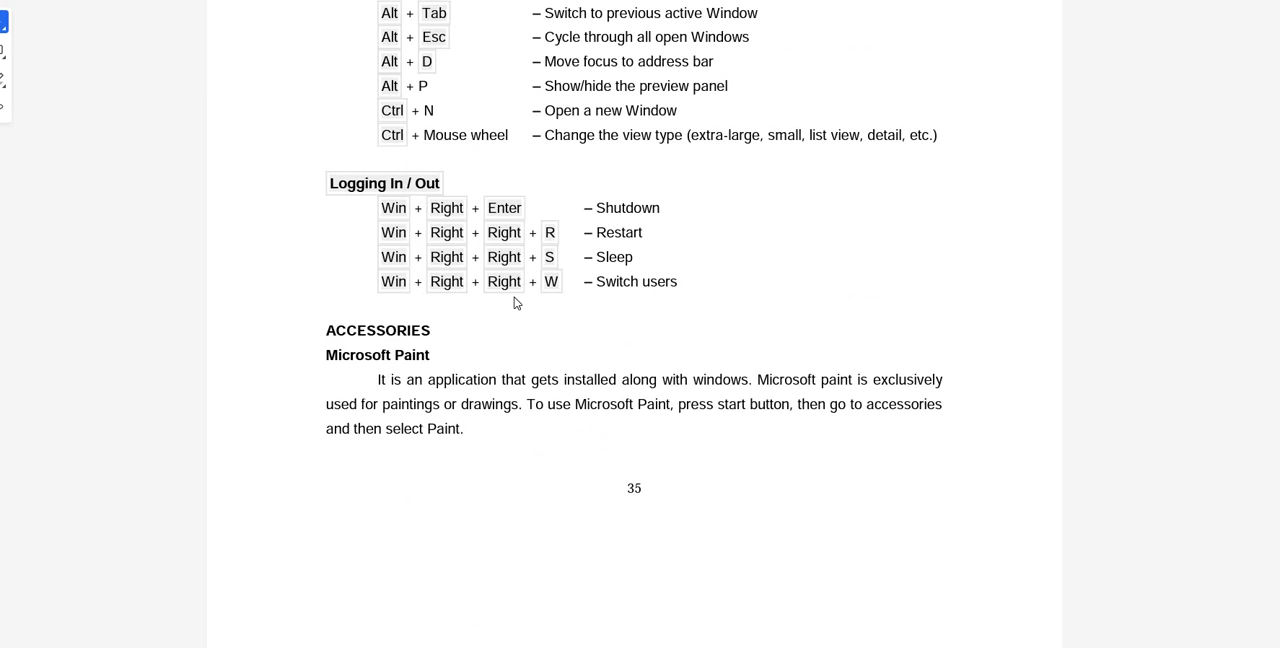 Alt + Tab – Switch to previous active Window
Alt + Esc – Cycle through all open Windows
Alt + D – Move focus to address bar
Alt + P – Show/hide the preview panel
Ctrl + N – Open a new Window
Ctrl + Mouse wheel – Change the view type (extra-large, small, list view, detail, etc.)
Logging In / Out
Win + Right + Enter – Shutdown
Win + Right + Right + R – Restart
Win + Right + Right + S – Sleep
Win + Right + Right + W – Switch users
ACCESSORIES
Microsoft Paint
It is an application that gets installed along with windows. Microsoft paint is exclusively
used for paintings or drawings. To use Microsoft Paint, press start button, then go to accessories
and then select Paint.
35